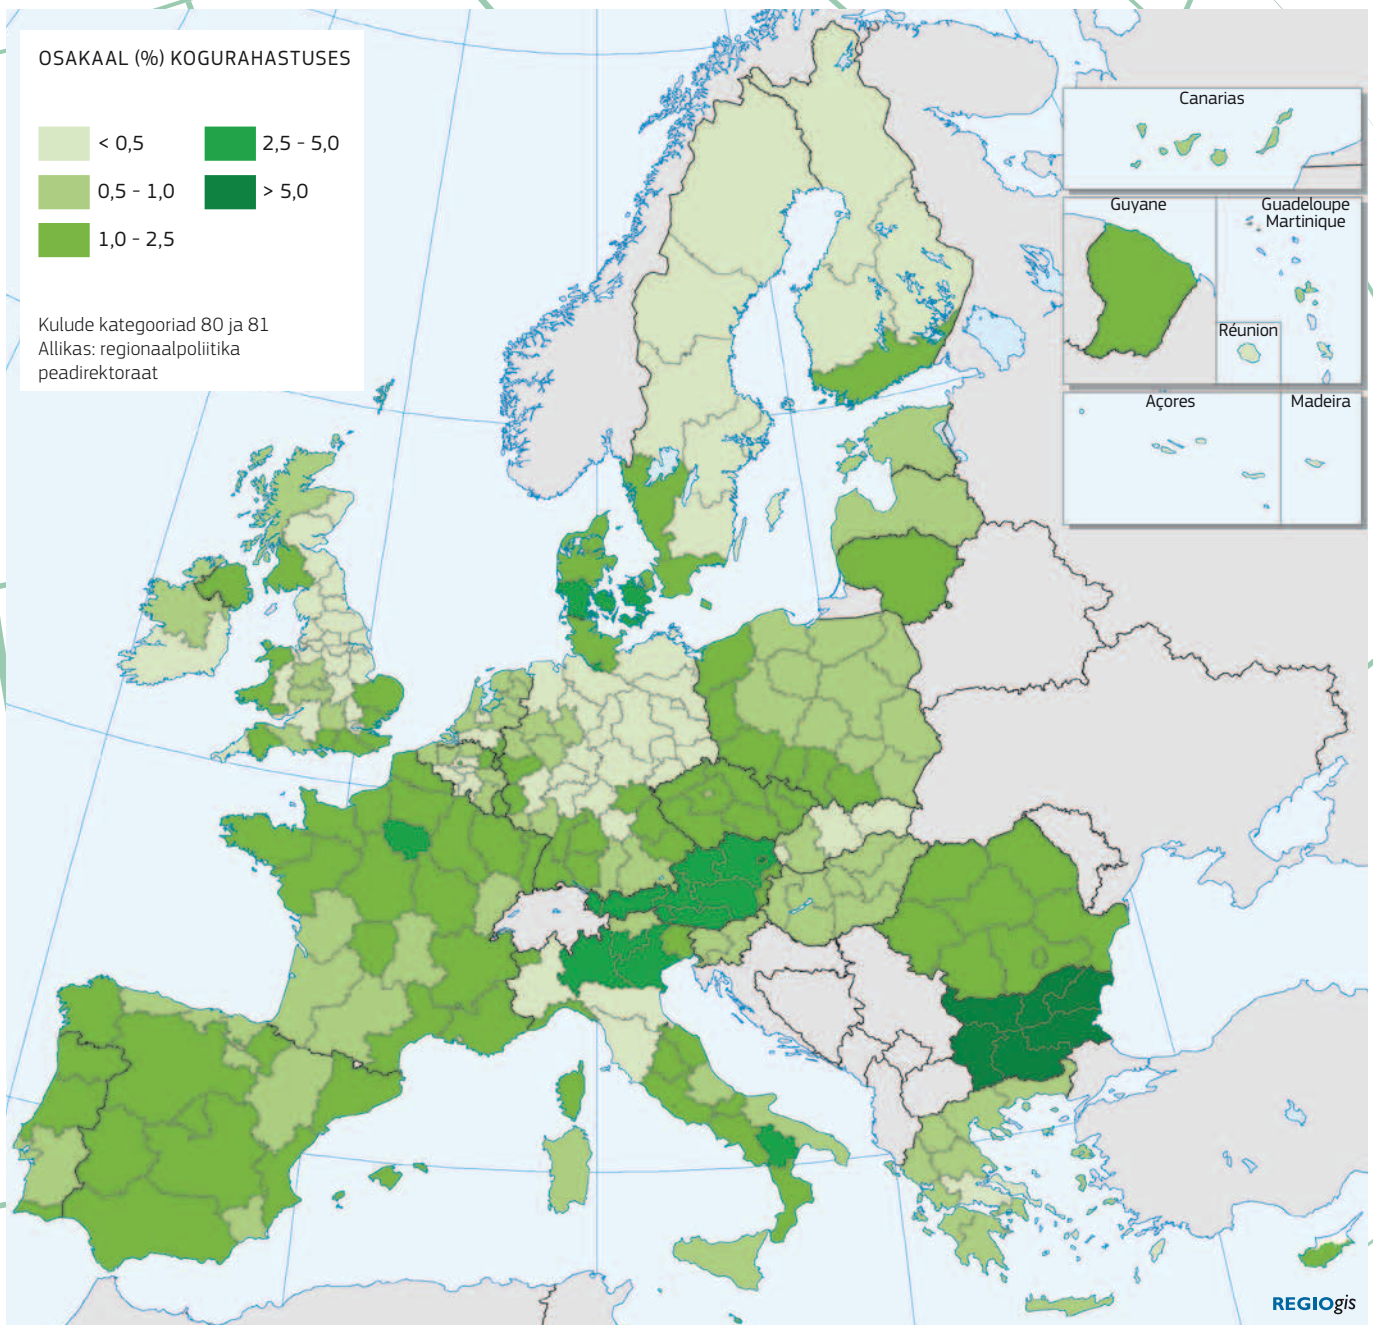 OSAKAAL (%) KOGURAHASTUSES
< 0,5
2,5 - 5,0
0,5 - 1,0
> 5,0
1,0 - 2,5
Kulude kategooriad 80 ja 81
Allikas: regionaalpoliitika
peadirektoraat
Canarias
Guyane
Guadeloupe
Martinique
Réunion
Açores
Madeira
REGIOgis